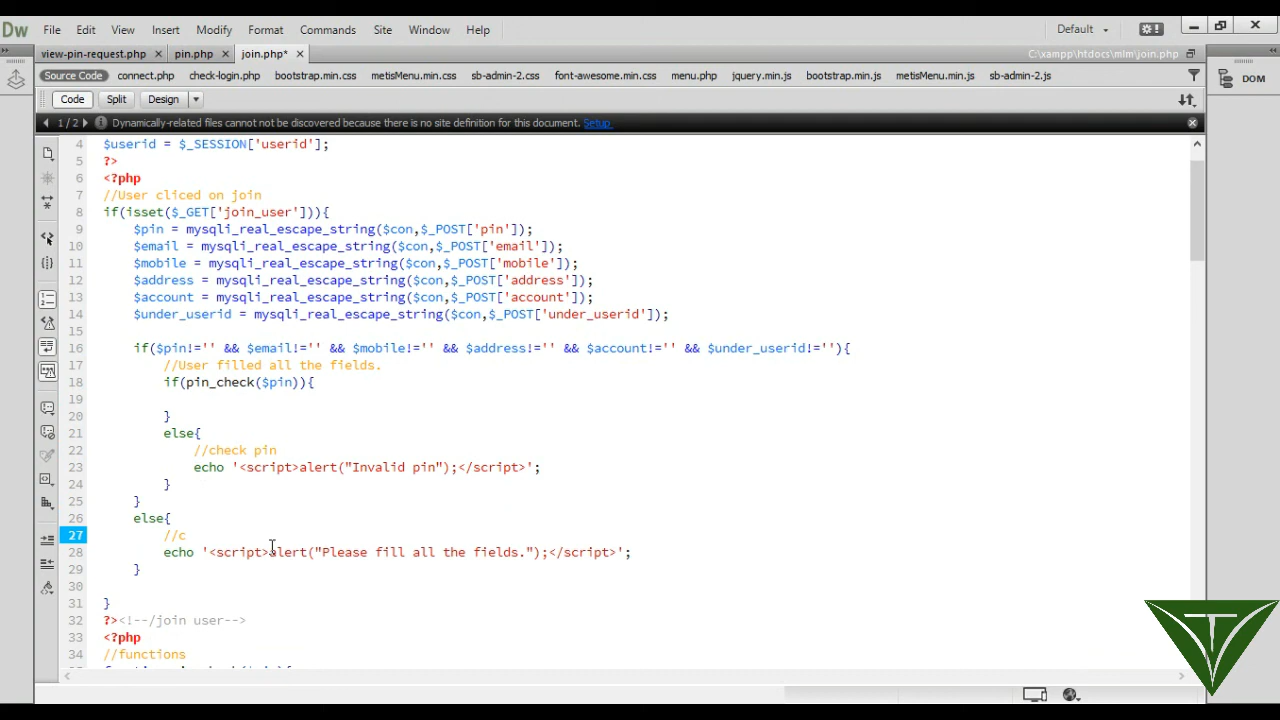 Dw File Edit View Insert Modify Format Commands Site Window Help Default
view-pin-request.php pin.php join.php* C:\xampp\htdocs\mlm\join.php
Source Code connect.php check-login.php bootstrap.min.css metisMenu.min.css sb-admin-2.css font-awesome.min.css menu.php jquery.min.js bootstrap.min.js metisMenu.min.js sb-admin-2.js DOM
Code Split Design
1 / 2 Dynamically-related files cannot not be discovered because there is no site definition for this document. Setup
4 $userid = $_SESSION['userid'];
5 ?>
6 <?php
7 //User cliced on join
8 if(isset($_GET['join_user'])){
9 $pin = mysqli_real_escape_string($con,$_POST['pin']);
10 $email = mysqli_real_escape_string($con,$_POST['email']);
11 $mobile = mysqli_real_escape_string($con,$_POST['mobile']);
12 $address = mysqli_real_escape_string($con,$_POST['address']);
13 $account = mysqli_real_escape_string($con,$_POST['account']);
14 $under_userid = mysqli_real_escape_string($con,$_POST['under_userid']);
15
16 if($pin!='' && $email!='' && $mobile!='' && $address!='' && $account!='' && $under_userid!=''){
17 //User filled all the fields.
18 if(pin_check($pin)){
19
20 }
21 else{
22 //check pin
23 echo '<script>alert("Invalid pin");</script>';
24 }
25 }
26 else{
27 //c
28 echo '<script>alert("Please fill all the fields.");</script>';
29 }
30
31 }
32 ?><!--/join user-->
33 <?php
34 //functions